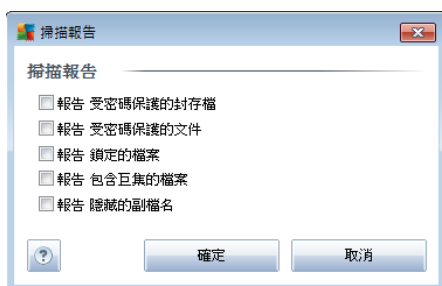 掃描報告
掃描報告
報告 受密碼保護的封存檔
報告 受密碼保護的文件
報告 鎖定的檔案
報告 包含巨集的檔案
報告 隱藏的副檔名
?
確定
取消